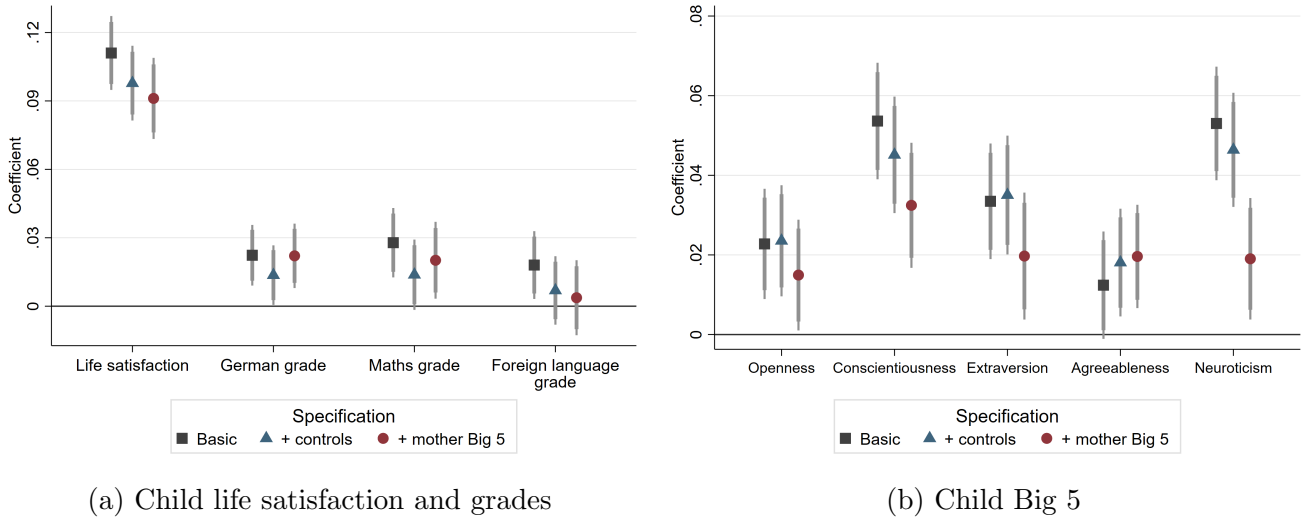 Coefficient
.12
.09
.06
.03
0
Life satisfaction
German grade
Maths grade
Foreign language
grade
Specification
Basic
+ controls
+ mother Big 5
(a) Child life satisfaction and grades
Coefficient
.08
.06
.04
.02
0
Openness
Conscientiousness
Extraversion
Agreeableness
Neuroticism
Specification
Basic
+ controls
+ mother Big 5
(b) Child Big 5